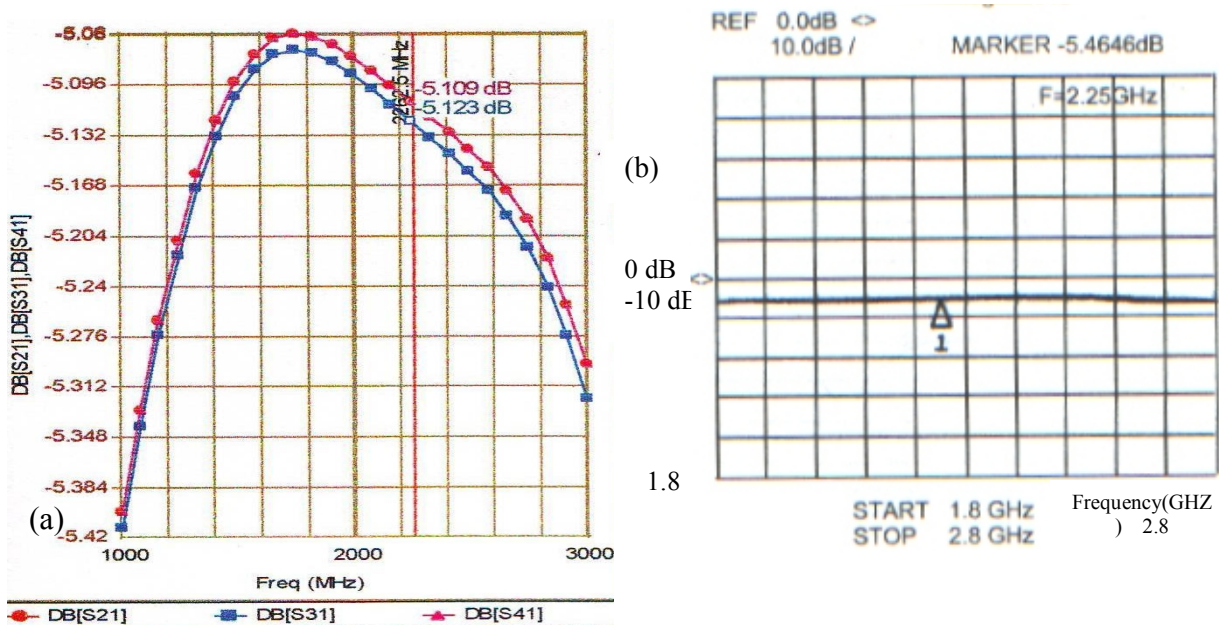 -5.06
-5.096
-5.132
-5.168
-5.204
-5.24
-5.276
-5.312
-5.348
-5.384
-5.42
DB[S21],DB[S31],DB[S41]
2262.5 MHz
-5.109 dB
-5.123 dB
(a)
1000
2000
3000
Freq (MHz)
DB[S21]
DB[S31]
DB[S41]
REF 0.0dB <>
10.0dB /
MARKER -5.4646dB
F=2.25GHz
(b)
0 dB <>
-10 dB
1
1.8
START 1.8 GHz
STOP 2.8 GHz
Frequency(GHZ
) 2.8